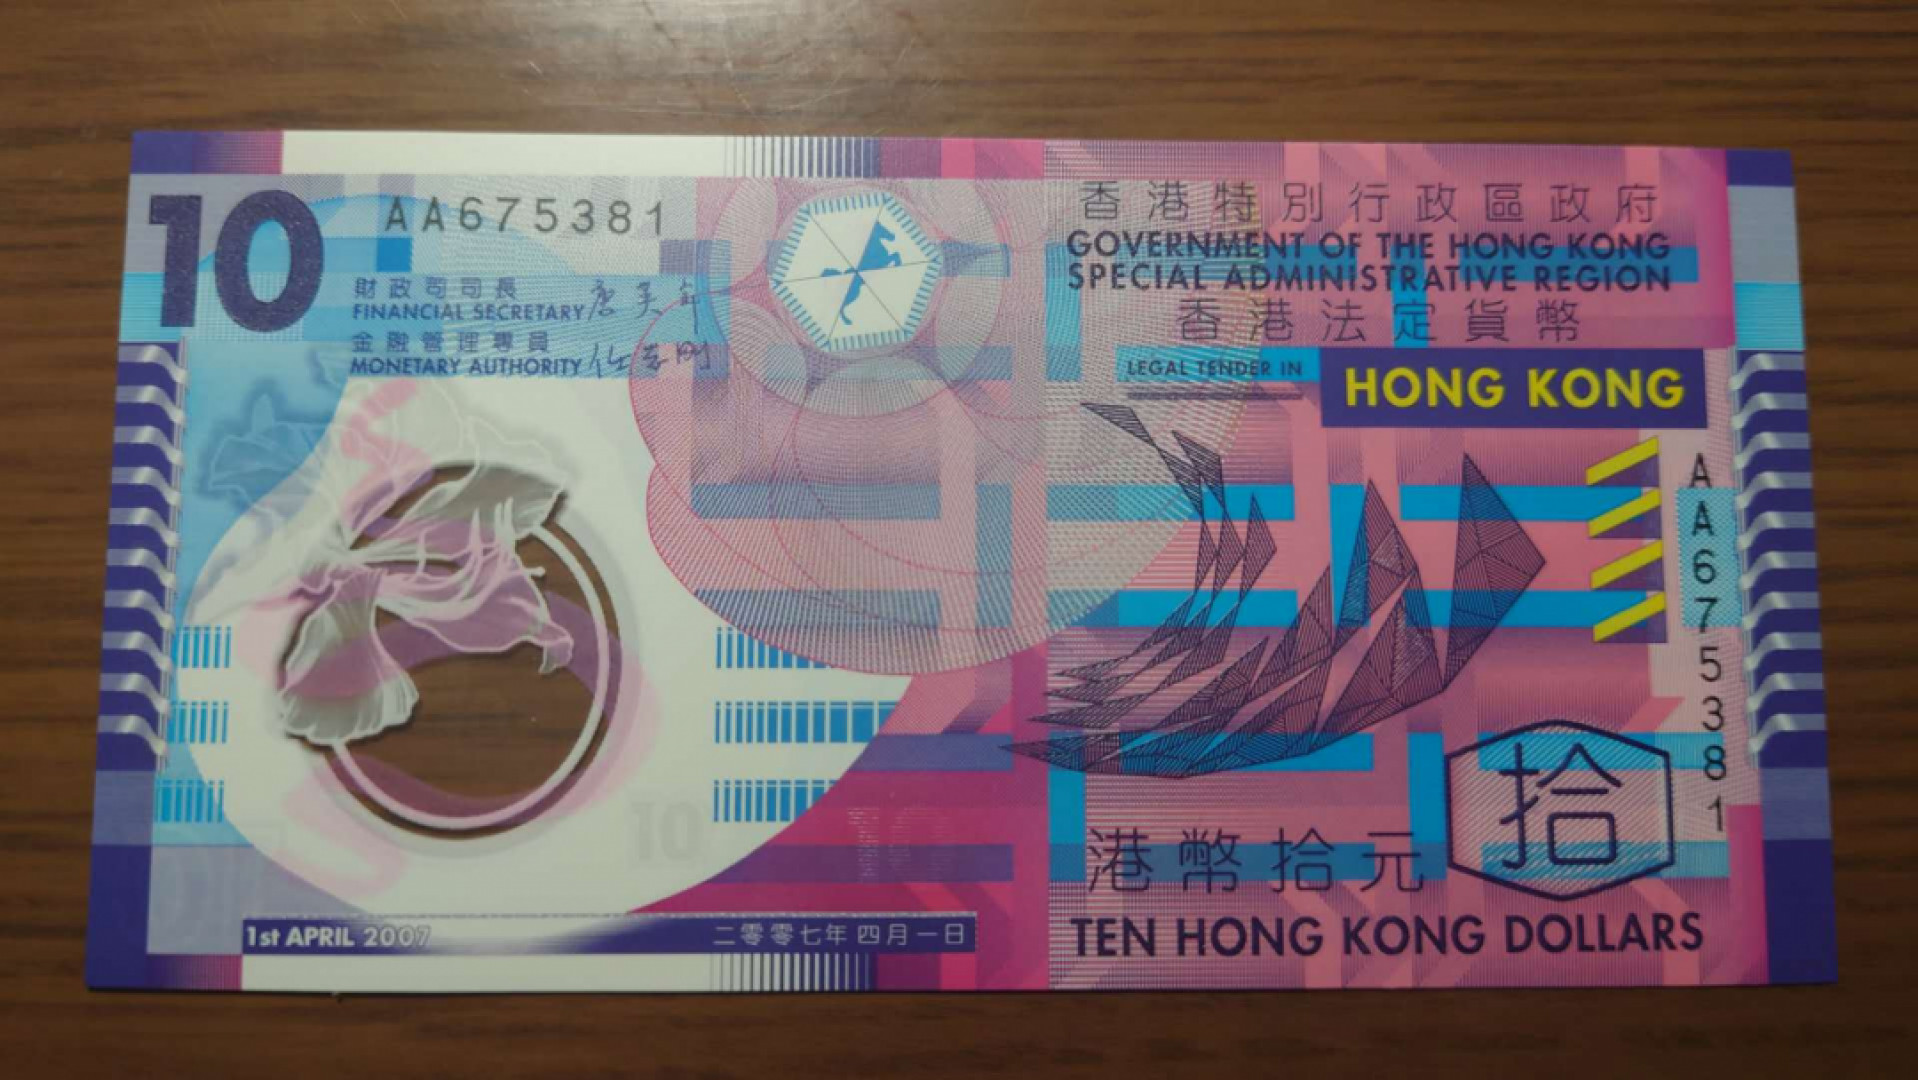 10
AA675381
財政司司長
FINANCIAL SECRETARY
金融管理專員
MONETARY AUTHORITY
香港特別行政區政府
GOVERNMENT OF THE HONG KONG
SPECIAL ADMINISTRATIVE REGION
香港法定貨幣
LEGAL TENDER IN
HONG KONG
AA675381
10
10
港幣拾元
拾
TEN HONG KONG DOLLARS
1st APRIL 2007
二零零七年四月一日